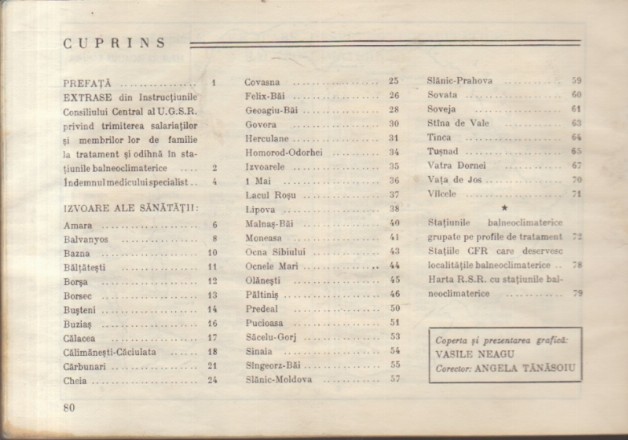 CUPRINS
PREFAȚĂ ................ 1
EXTRASE din Instrucțiunile
Consiliului Central al U.G.S.R.
privind trimiterea salariaților
și membrilor lor de familie
la tratament și odihnă în sta-
țiunile balneoclimaterice .... 2
Îndemnul medicului specialist .. 4
IZVOARE ALE SĂNĂTĂȚII:
Amara ................ 6
Balvanyos ................ 8
Bazna ................ 10
Bălțătești ................ 11
Borșa ................ 12
Borsec ................ 13
Bușteni ................ 14
Buziaș ................ 16
Călacea ................ 17
Călimănești-Căciulata ....... 18
Cărbunari ................ 21
Cheia ................ 24
Covasna ................ 25
Felix-Băi ................ 26
Geoagiu-Băi ................ 28
Govora ................ 30
Herculane ................ 31
Homorod-Odorhei ............ 34
Izvoarele ................ 35
1 Mai ................ 36
Lacul Roșu ................ 37
Lipova ................ 38
Malnaș-Băi ................ 40
Moneasa ................ 41
Ocna Sibiului ................ 43
Ocnele Mari ................ 44
Olănești ................ 45
Păltiniș ................ 46
Predeal ................ 50
Pucioasa ................ 51
Săcelu-Gorj ................ 53
Sinaia ................ 54
Sîngeorz-Băi ................ 55
Slănic-Moldova ................ 57
Slănic-Prahova ............ 59
Sovata ................ 60
Soveja ................ 61
Stîna de Vale ............ 63
Tinca ................ 64
Tușnad ................ 65
Vatra Dornei ............ 67
Vața de Jos ............ 70
Vîlcele ................ 71
★
Stațiunile balneoclimaterice
grupate pe profile de tratament 72
Stațiile CFR care deservesc
localitățile balneoclimaterice .. 78
Harta R.S.R. cu stațiunile bal-
neoclimaterice ............ 79
Coperta și prezentarea grafică:
VASILE NEAGU
Corector: ANGELA TĂNĂSOIU
80